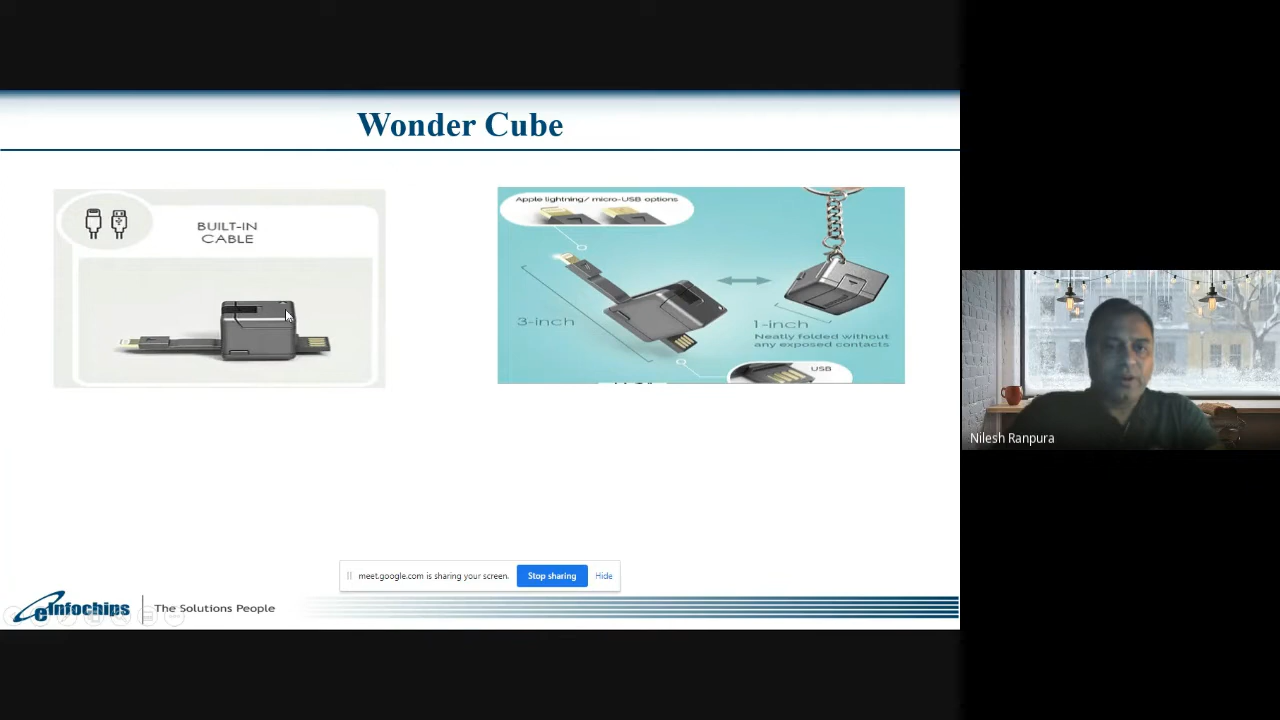 Wonder Cube
BUILT-IN
CABLE
Apple lightning/ micro-USB options
3-inch
1-inch
Neatly folded without
any exposed contacts
USB
Nilesh Ranpura
meet.google.com is sharing your screen.
Stop sharing
Hide
eInfochips
The Solutions People